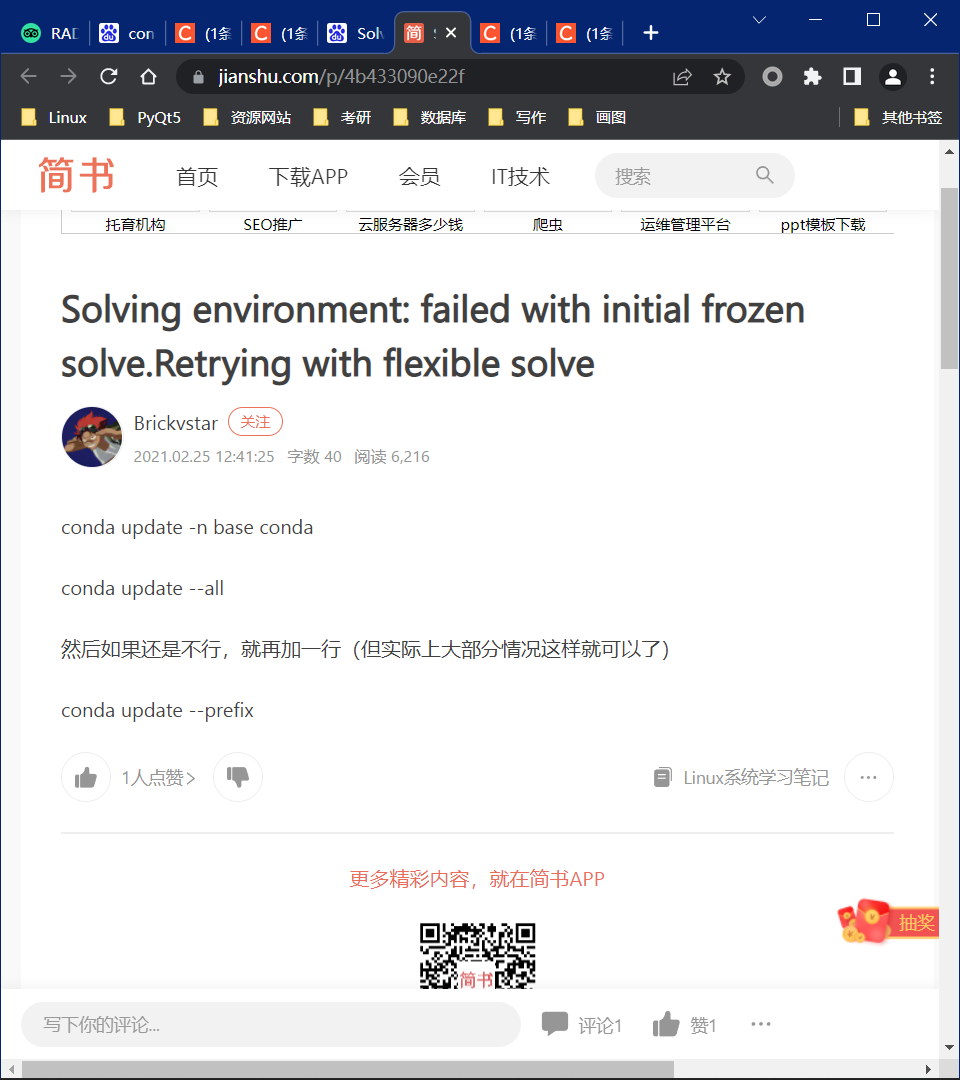 RAD
con
(1条
(1条
Solv
(1条
(1条
jianshu.com/p/4b433090e22f
Linux
PyQt5
资源网站
考研
数据库
写作
画图
其他书签
简书
首页
下载APP
会员
IT技术
搜索
托育机构
SEO推广
云服务器多少钱
爬虫
运维管理平台
ppt模板下载
Solving environment: failed with initial frozen
solve.Retrying with flexible solve
Brickvstar
关注
2021.02.25 12:41:25 字数 40 阅读 6,216
conda update -n base conda
conda update --all
然后如果还是不行，就再加一行（但实际上大部分情况这样就可以了）
conda update --prefix
1人点赞>
Linux系统学习笔记
更多精彩内容，就在简书APP
简书
抽奖
写下你的评论...
评论1
赞1